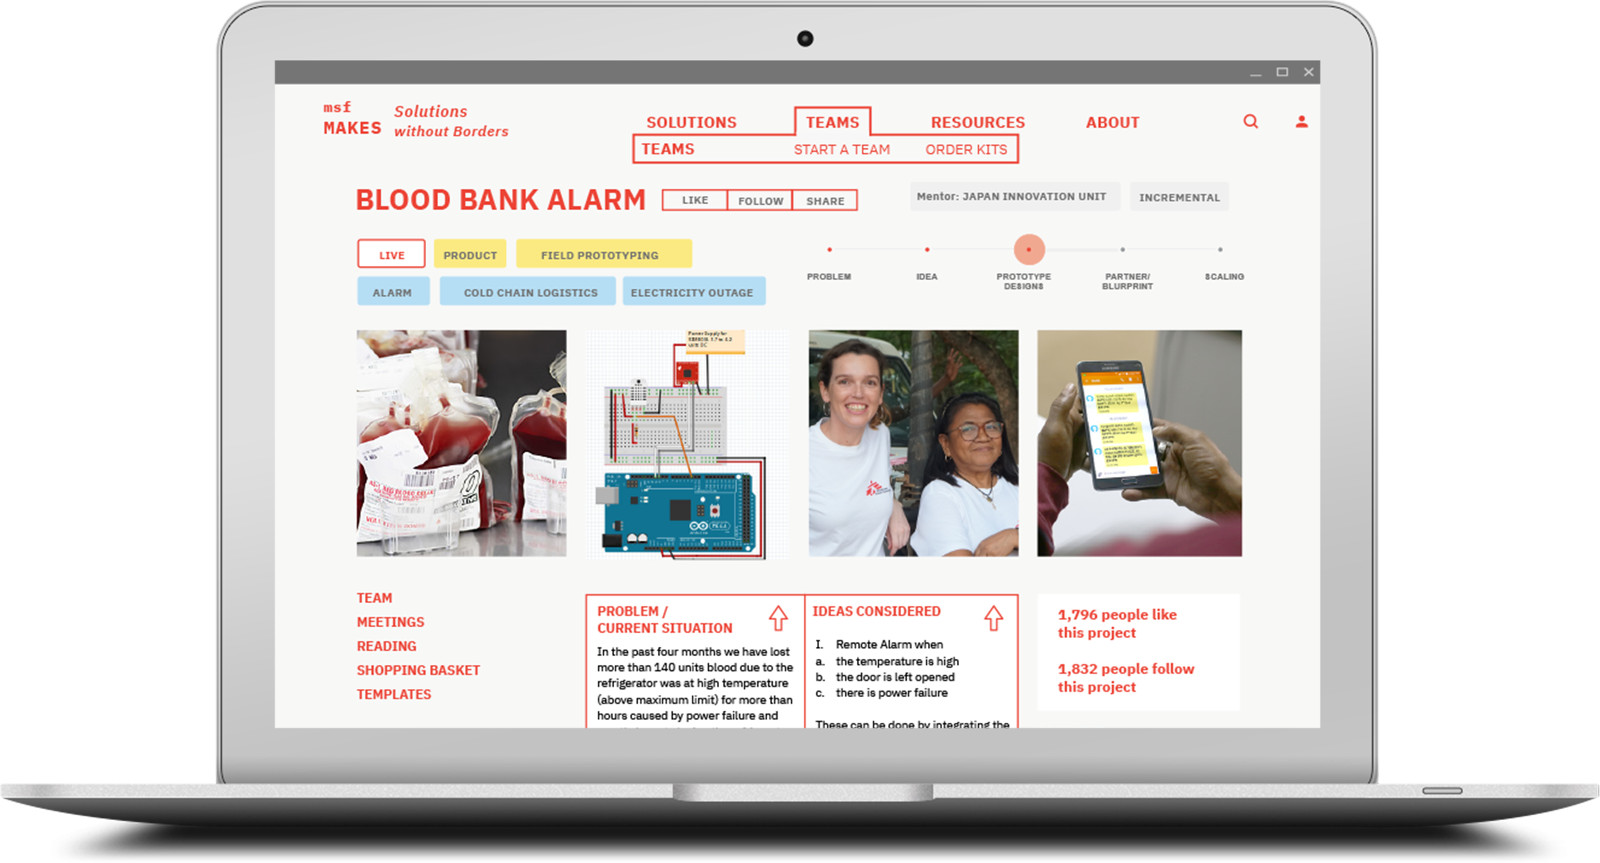 msf
MAKES
Solutions
without Borders
SOLUTIONS
TEAMS
RESOURCES
ABOUT
TEAMS
START A TEAM
ORDER KITS
BLOOD BANK ALARM
LIKE
FOLLOW
SHARE
Mentor: JAPAN INNOVATION UNIT
INCREMENTAL
LIVE
PRODUCT
FIELD PROTOTYPING
ALARM
COLD CHAIN LOGISTICS
ELECTRICITY OUTAGE
PROBLEM
IDEA
PROTOTYPE
DESIGNS
PARTNER/
BLURPRINT
SCALING
Power Supply for
TEAM
MEETINGS
READING
SHOPPING BASKET
TEMPLATES
PROBLEM /
CURRENT SITUATION
In the past four months we have lost
more than 140 units blood due to the
refrigerator was at high temperature
(above maximum limit) for more than
hours caused by power failure and
IDEAS CONSIDERED
I. Remote Alarm when
a. the temperature is high
b. the door is left opened
c. there is power failure
These can be done by integrating the
1,796 people like
this project
1,832 people follow
this project